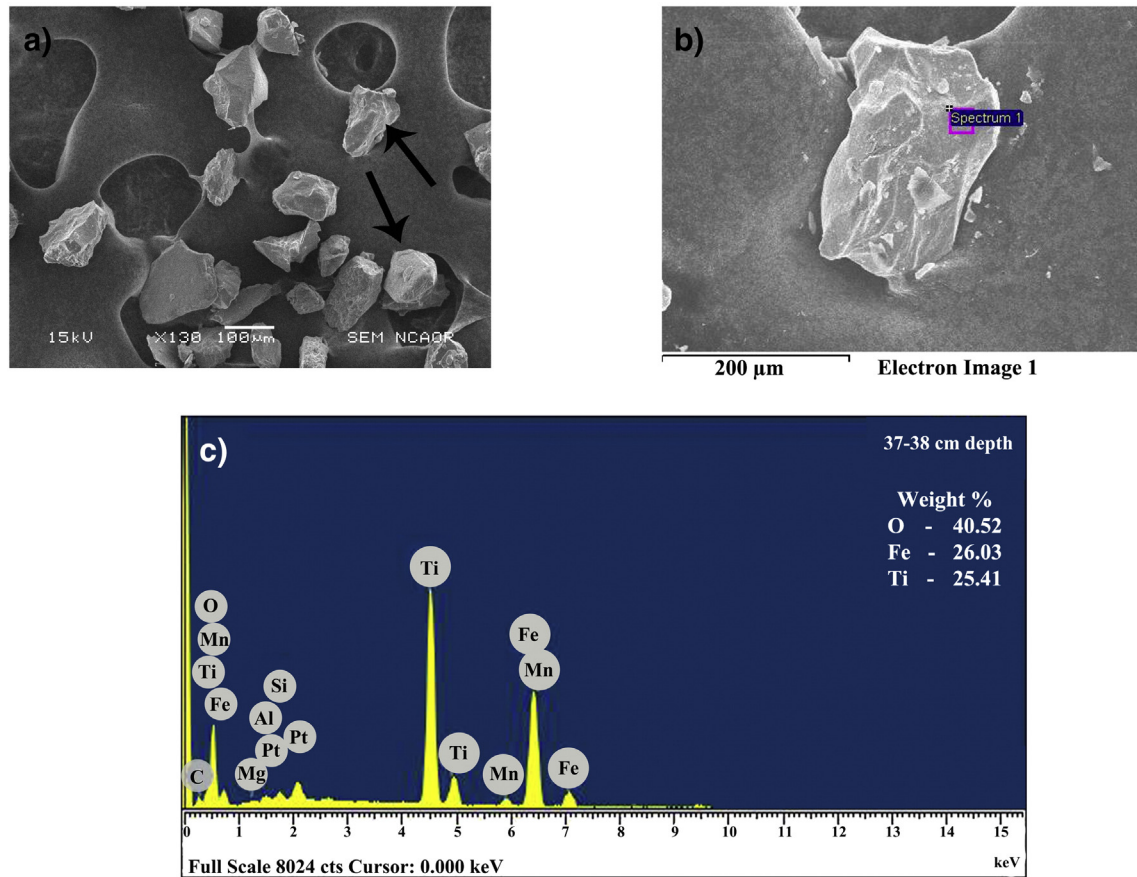 a)
15kV X130 100µm SEM NCAOR
b)
Spectrum 1
200 µm Electron Image 1
c)
37-38 cm depth
Weight %
O - 40.52
Fe - 26.03
Ti - 25.41
Ti
O
Fe
Mn
Mn
Ti
Si
Fe
Al
Pt
Pt
Ti
C
Mg
Mn
Fe
0 1 2 3 4 5 6 7 8 9 10 11 12 13 14 15
Full Scale 8024 cts Cursor: 0.000 keV
keV